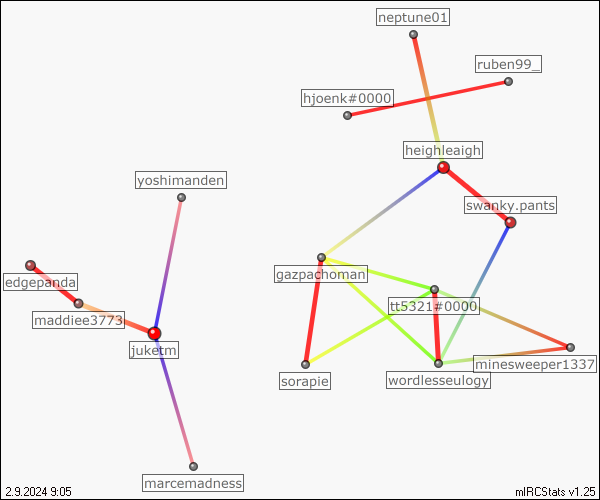 neptune01
ruben99_
hjoenk#0000
heighleaigh
yoshimanden
swanky.pants
edgepanda
gazpachoman
tt5321#0000
maddiee3773
juketm
minesweeper1337
sorapie
wordlesseulogy
marcemadness
2.9.2024 9:05
mIRCStats v1.25